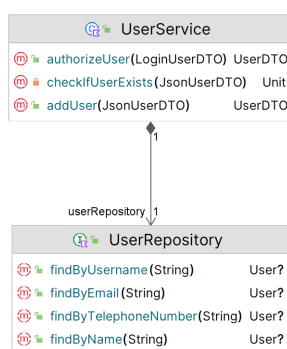 UserService
authorizeUser(LoginUserDTO) UserDTO
checkIfUserExists(JsonUserDTO) Unit
addUser(JsonUserDTO) UserDTO
1
userRepository 1
UserRepository
findByUsername(String) User?
findByEmail(String) User?
findByTelephoneNumber(String) User?
findByName(String) User?